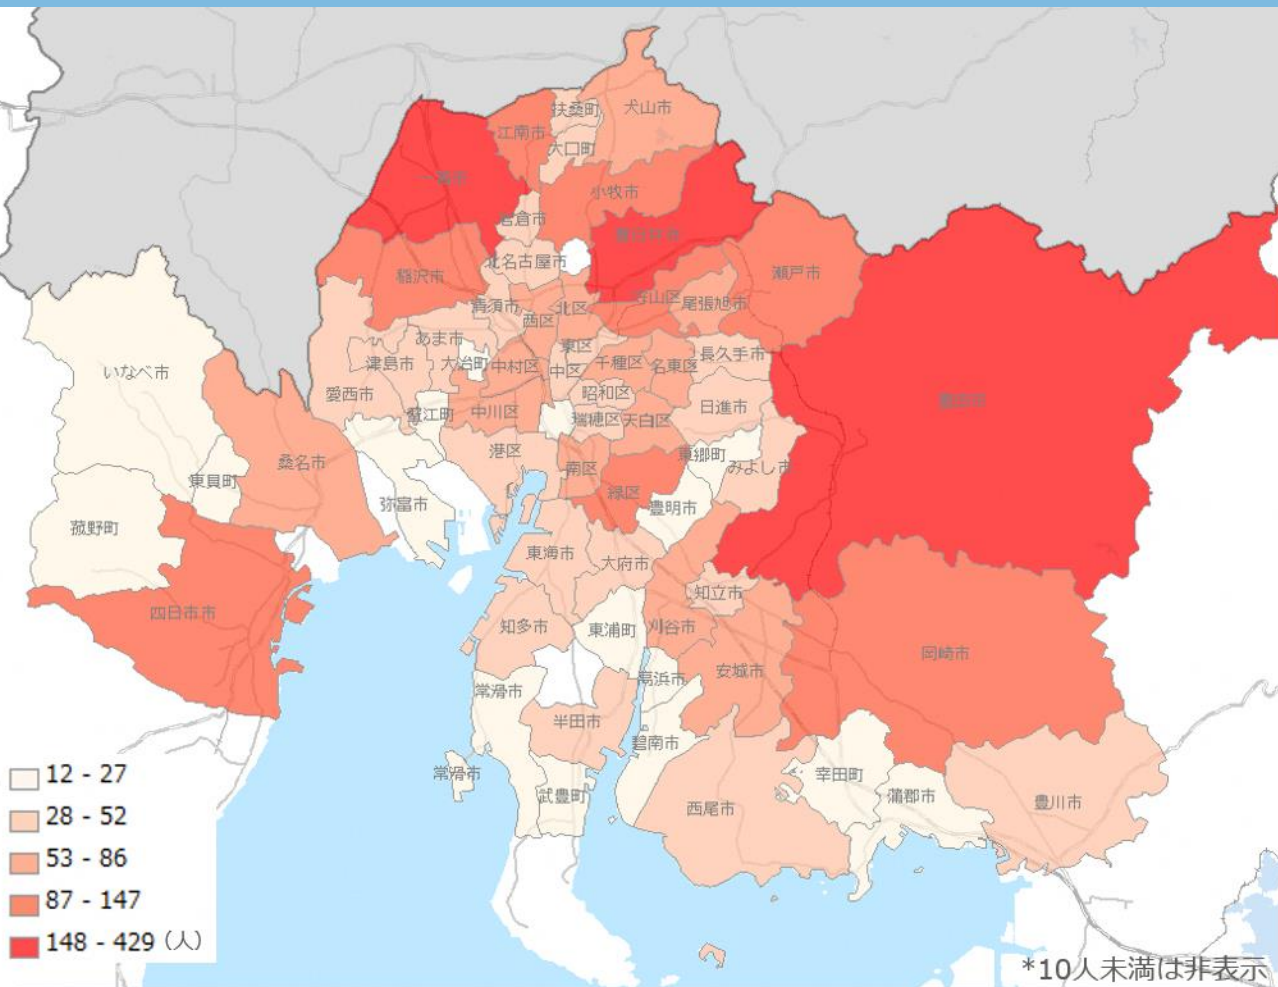 扶桑町
犬山市
江南市
大口町
一宮市
小牧市
岩倉市
春日井市
北名古屋市
瀬戸市
稲沢市
守山区
尾張旭市
清須市
北区
西区
あま市
東区
長久手市
津島市
大治町
中村区
中区
千種区
名東区
いなべ市
愛西市
昭和区
豊田市
日進市
蟹江町
中川区
瑞穂区
天白区
港区
東郷町
桑名市
南区
みよし市
東員町
緑区
弥富市
豊明市
菰野町
東海市
大府市
知立市
四日市市
知多市
東浦町
刈谷市
岡崎市
安城市
高浜市
常滑市
半田市
碧南市
常滑市
幸田町
武豊町
蒲郡市
西尾市
豊川市
12 - 27
28 - 52
53 - 86
87 - 147
148 - 429（人）
*10人未満は非表示